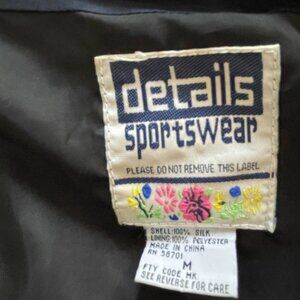 details
sportswear
PLEASE DO NOT REMOVE THIS LABEL
SHELL:100% SILK
LINING:100% POLYESTER
MADE IN CHINA
RN 58701
M
FTY CODE MK
SEE REVERSE FOR CARE